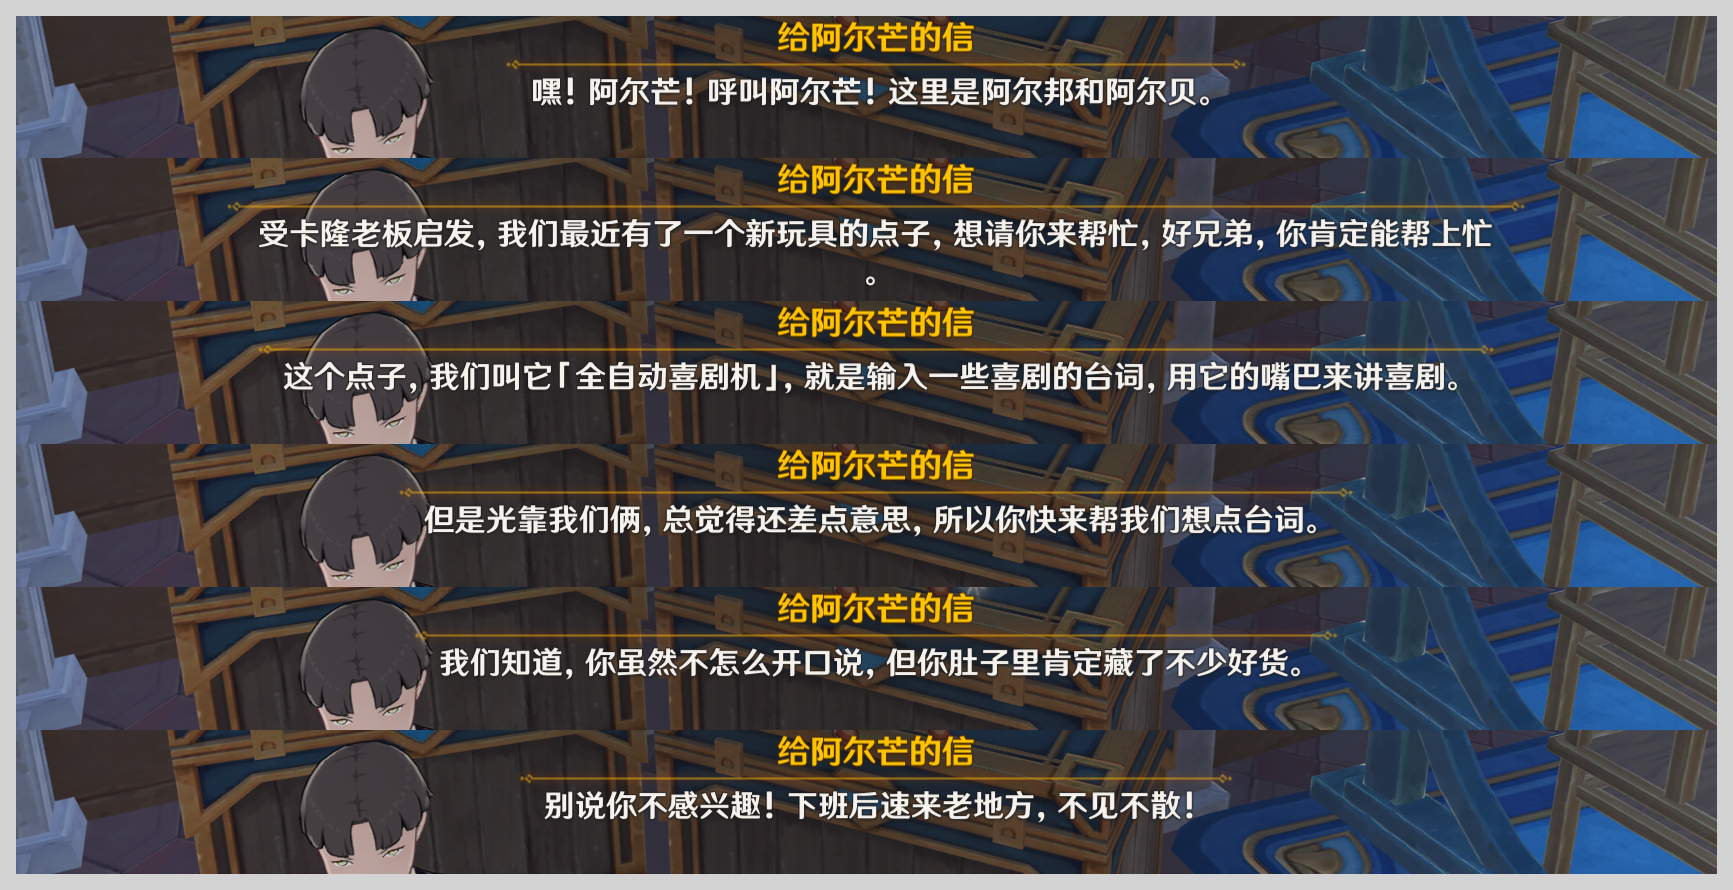 给阿尔芒的信
嘿！阿尔芒！呼叫阿尔芒！这里是阿尔邦和阿尔贝。
给阿尔芒的信
受卡隆老板启发，我们最近有了一个新玩具的点子，想请你来帮忙，好兄弟，你肯定能帮上忙
。
给阿尔芒的信
这个点子，我们叫它「全自动喜剧机」，就是输入一些喜剧的台词，用它的嘴巴来讲喜剧。
给阿尔芒的信
但是光靠我们俩，总觉得还差点意思，所以你快来帮我们想点台词。
给阿尔芒的信
我们知道，你虽然不怎么开口说，但你肚子里肯定藏了不少好货。
给阿尔芒的信
别说你不感兴趣！下班后速来老地方，不见不散！